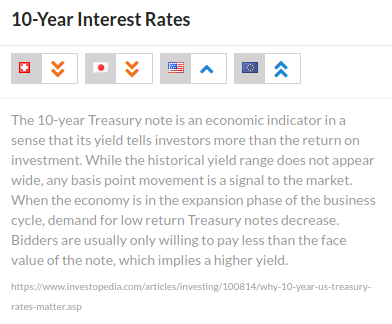 10-Year Interest Rates
The 10-year Treasury note is an economic indicator in a
sense that its yield tells investors more than the return on
investment. While the historical yield range does not appear
wide, any basis point movement is a signal to the market.
When the economy is in the expansion phase of the business
cycle, demand for low return Treasury notes decrease.
Bidders are usually only willing to pay less than the face
value of the note, which implies a higher yield.
https://www.investopedia.com/articles/investing/100814/why-10-year-us-treasury-
rates-matter.asp